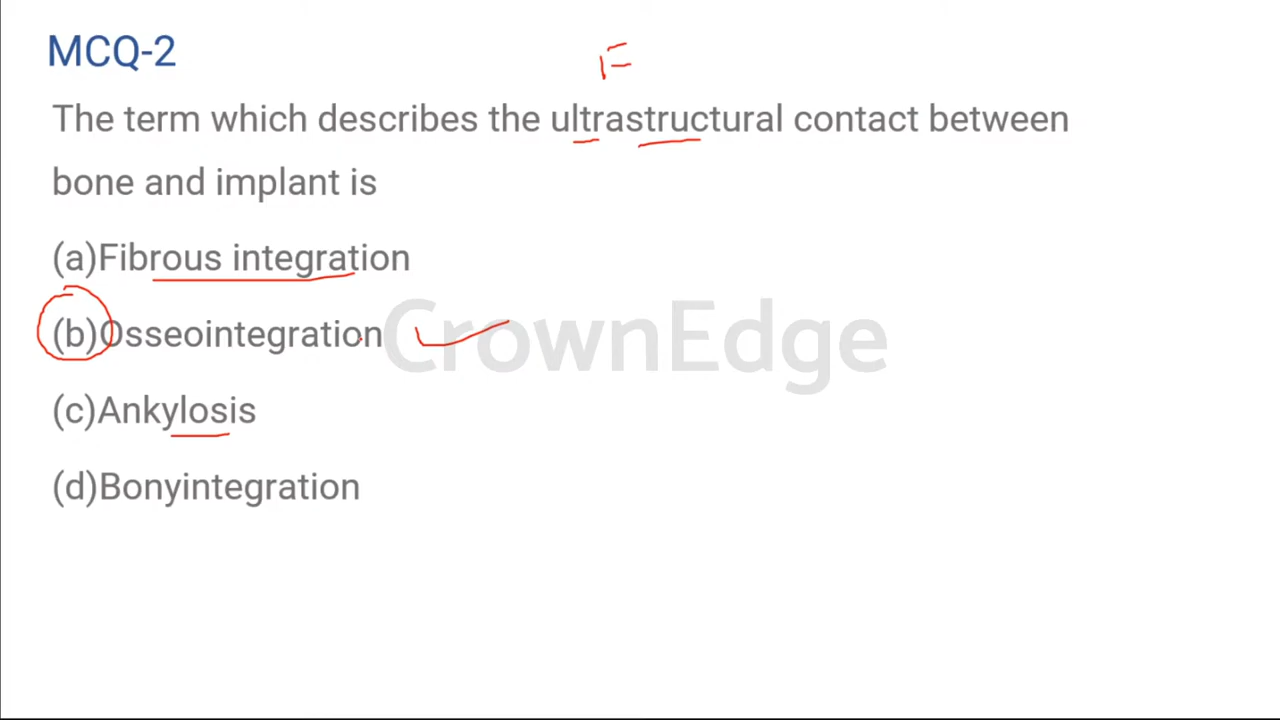 MCQ-2
F
The term which describes the ultrastructural contact between
bone and implant is
(a)Fibrous integration
(b)Osseointegration
CrownEdge
(c)Ankylosis
(d)Bonyintegration